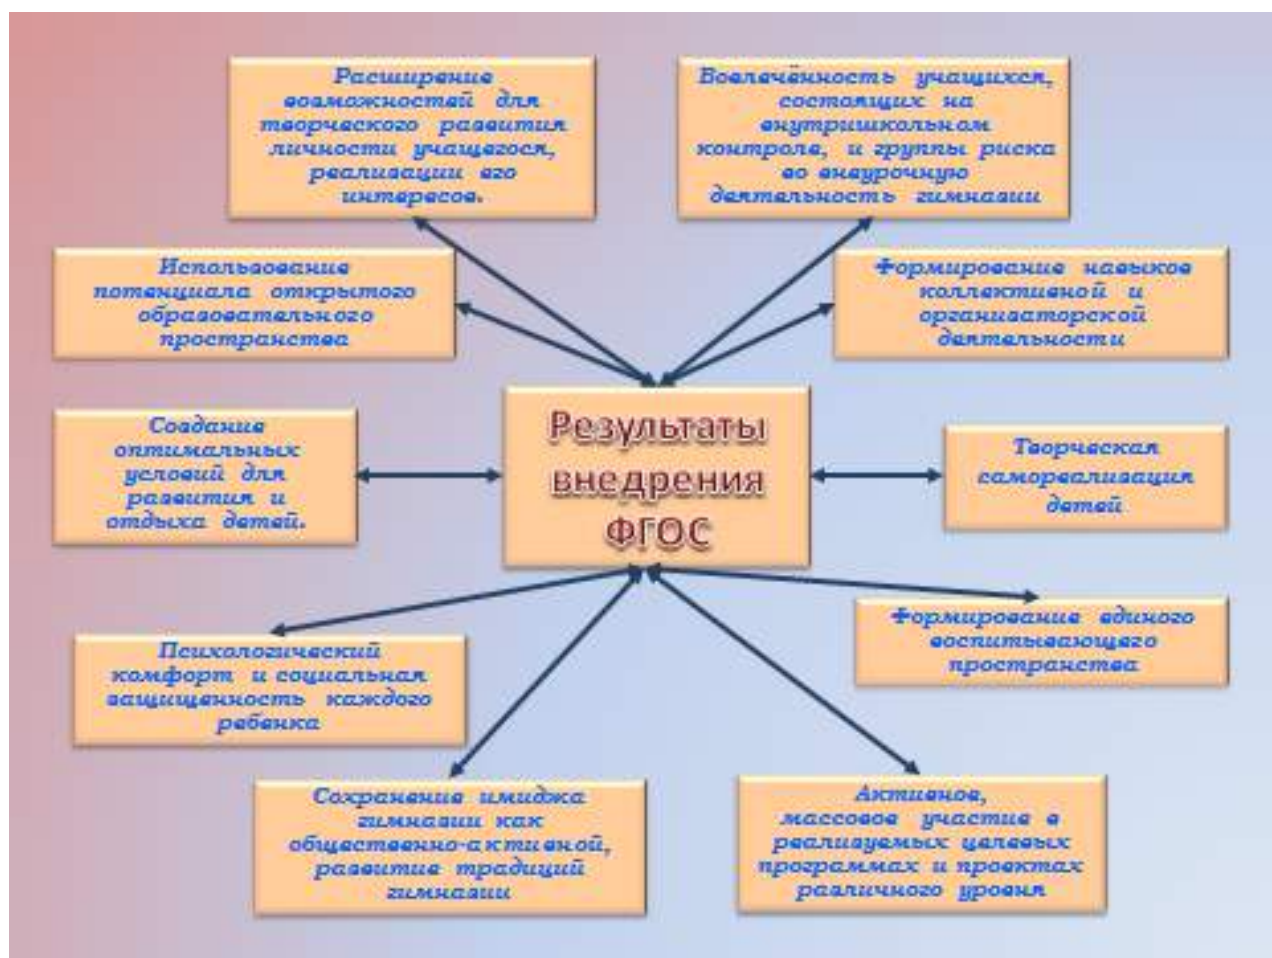 Расширение
возможностей для
творческого развития
личности учащегося,
реализации его
интересов.
Вовлечённость учащихся,
состоящих на
внутришкольном
контроле, и группы риска
во внеурочную
деятельность гимназии
Использование
потенциала открытого
образовательного
пространства
Формирование навыков
коллективной и
организаторской
деятельности
Создание
оптимальных
условий для
развития и
отдыха детей.
Результаты
внедрения
ФГОС
Творческая
самореализация
детей
Психологический
комфорт и социальная
защищенность каждого
ребенка
Формирование единого
воспитывающего
пространства
Сохранение имиджа
гимназии как
общественно-активной,
развитие традиций
гимназии
Активное,
массовое участие в
реализуемых целевых
программах и проектах
различного уровня